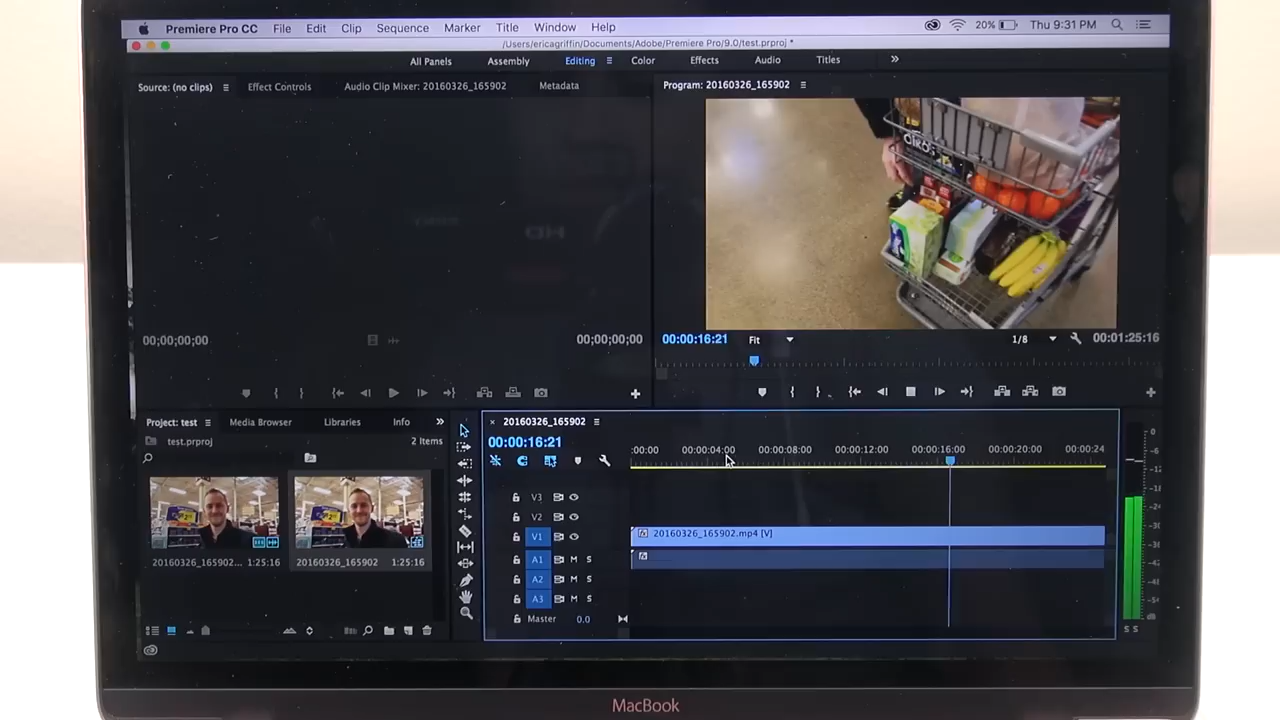 Premiere Pro CC File Edit Clip Sequence Marker Title Window Help 20% Thu 9:31 PM
/Users/ericagriffin/Documents/Adobe/Premiere Pro/9.0/test.prproj *
All Panels Assembly Editing Color Effects Audio Titles »
Source: (no clips) Effect Controls Audio Clip Mixer: 20160326_165902 Metadata
Program: 20160326_165902
OIKOS
00;00;00;00 00;00;00;00
00:00:16:21 Fit 1/8 00:01:25:16
Project: test Media Browser Libraries Info »
test.prproj 2 Items
20160326_165902... 1:25:16
20160326_165902 1:25:16
× 20160326_165902
00:00:16:21
:00:00 00:00:04:00 00:00:08:00 00:00:12:00 00:00:16:00 00:00:20:00 00:00:24
V3
V2
V1 fx 20160326_165902.mp4 [V]
A1 M S fx
A2 M S
A3 M S
Master 0.0
0
-6
S S
MacBook